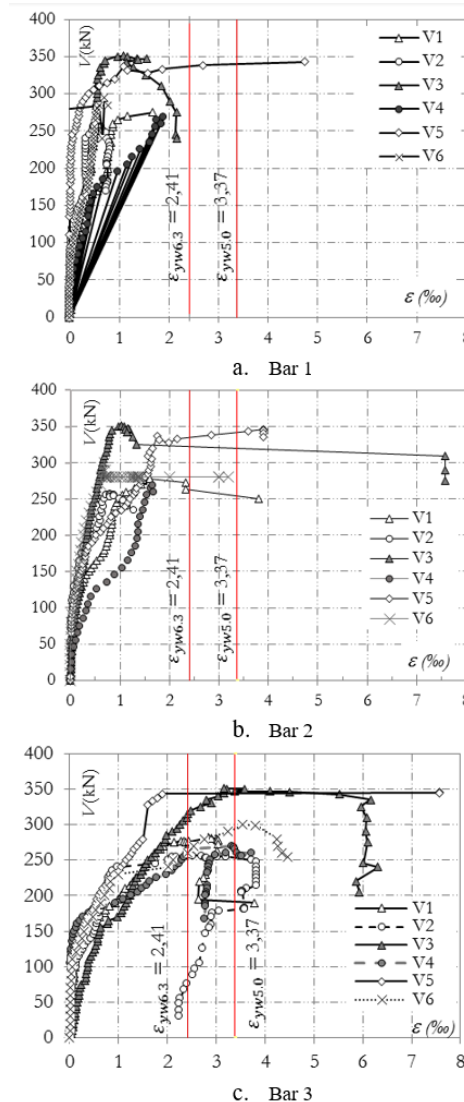 V(kN)
400
350
300
250
200
150
100
50
0
V1
V2
V3
V4
V5
V6
εyw6.3 = 2,41
εyw5.0 = 3,37
ε (‰)
0 1 2 3 4 5 6 7 8
a. Bar 1
V(kN)
400
350
300
250
200
150
100
50
0
V1
V2
V3
V4
V5
V6
εyw6.3 = 2,41
εyw5.0 = 3,37
ε (‰)
0 1 2 3 4 5 6 7 8
b. Bar 2
V(kN)
400
350
300
250
200
150
100
50
0
V1
V2
V3
V4
V5
V6
εyw6.3 = 2,41
εyw5.0 = 3,37
ε (‰)
0 1 2 3 4 5 6 7 8
c. Bar 3